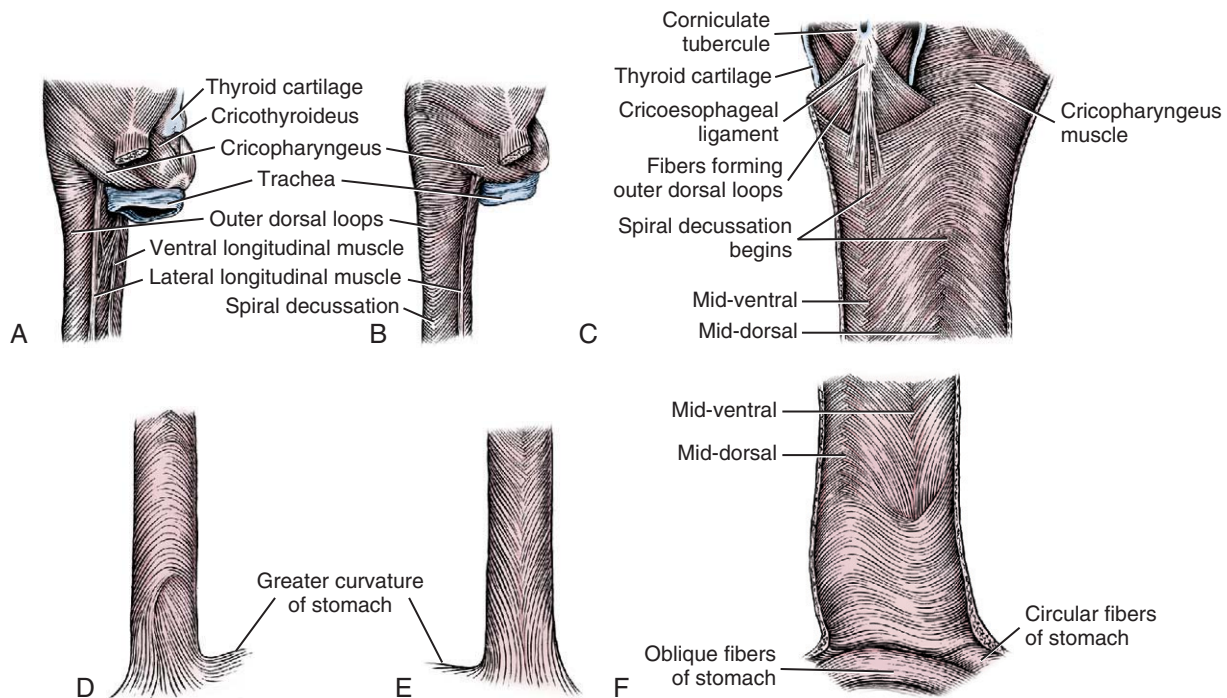 Thyroid cartilage
Cricothyroideus
Cricopharyngeus
Trachea
Outer dorsal loops
Ventral longitudinal muscle
Lateral longitudinal muscle
Spiral decussation
A
B
Corniculate
tubercule
Thyroid cartilage
Cricoesophageal
ligament
Fibers forming
outer dorsal loops
Spiral decussation
begins
Mid-ventral
Mid-dorsal
Cricopharyngeus
muscle
C
Greater curvature
of stomach
D
E
Mid-ventral
Mid-dorsal
Oblique fibers
of stomach
Circular fibers
of stomach
F